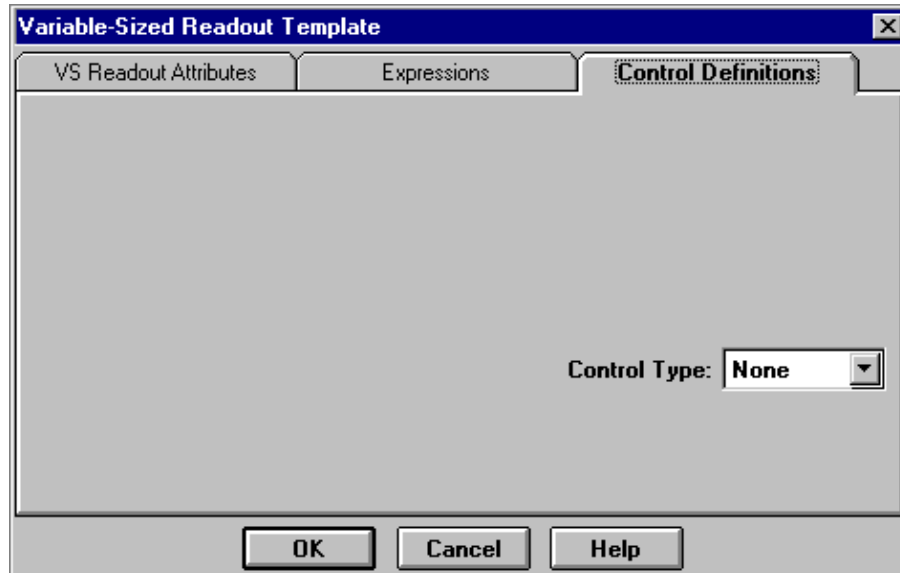 Variable-Sized Readout Template
VS Readout Attributes Expressions Control Definitions
Control Type: None
OK Cancel Help